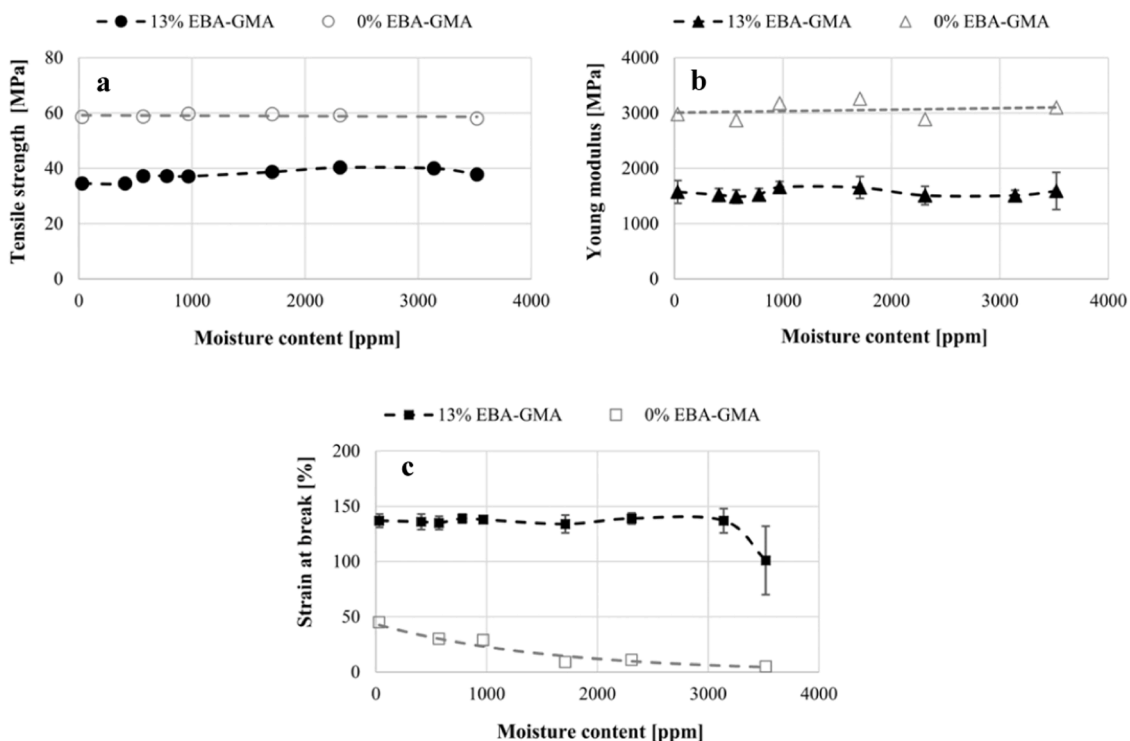 13% EBA-GMA 0% EBA-GMA
a
Tensile strength [MPa]
80
60
40
20
0
0 1000 2000 3000 4000
Moisture content [ppm]
13% EBA-GMA 0% EBA-GMA
b
Young modulus [MPa]
4000
3000
2000
1000
0
0 1000 2000 3000 4000
Moisture content [ppm]
13% EBA-GMA 0% EBA-GMA
c
Strain at break [%]
200
150
100
50
0
0 1000 2000 3000 4000
Moisture content [ppm]